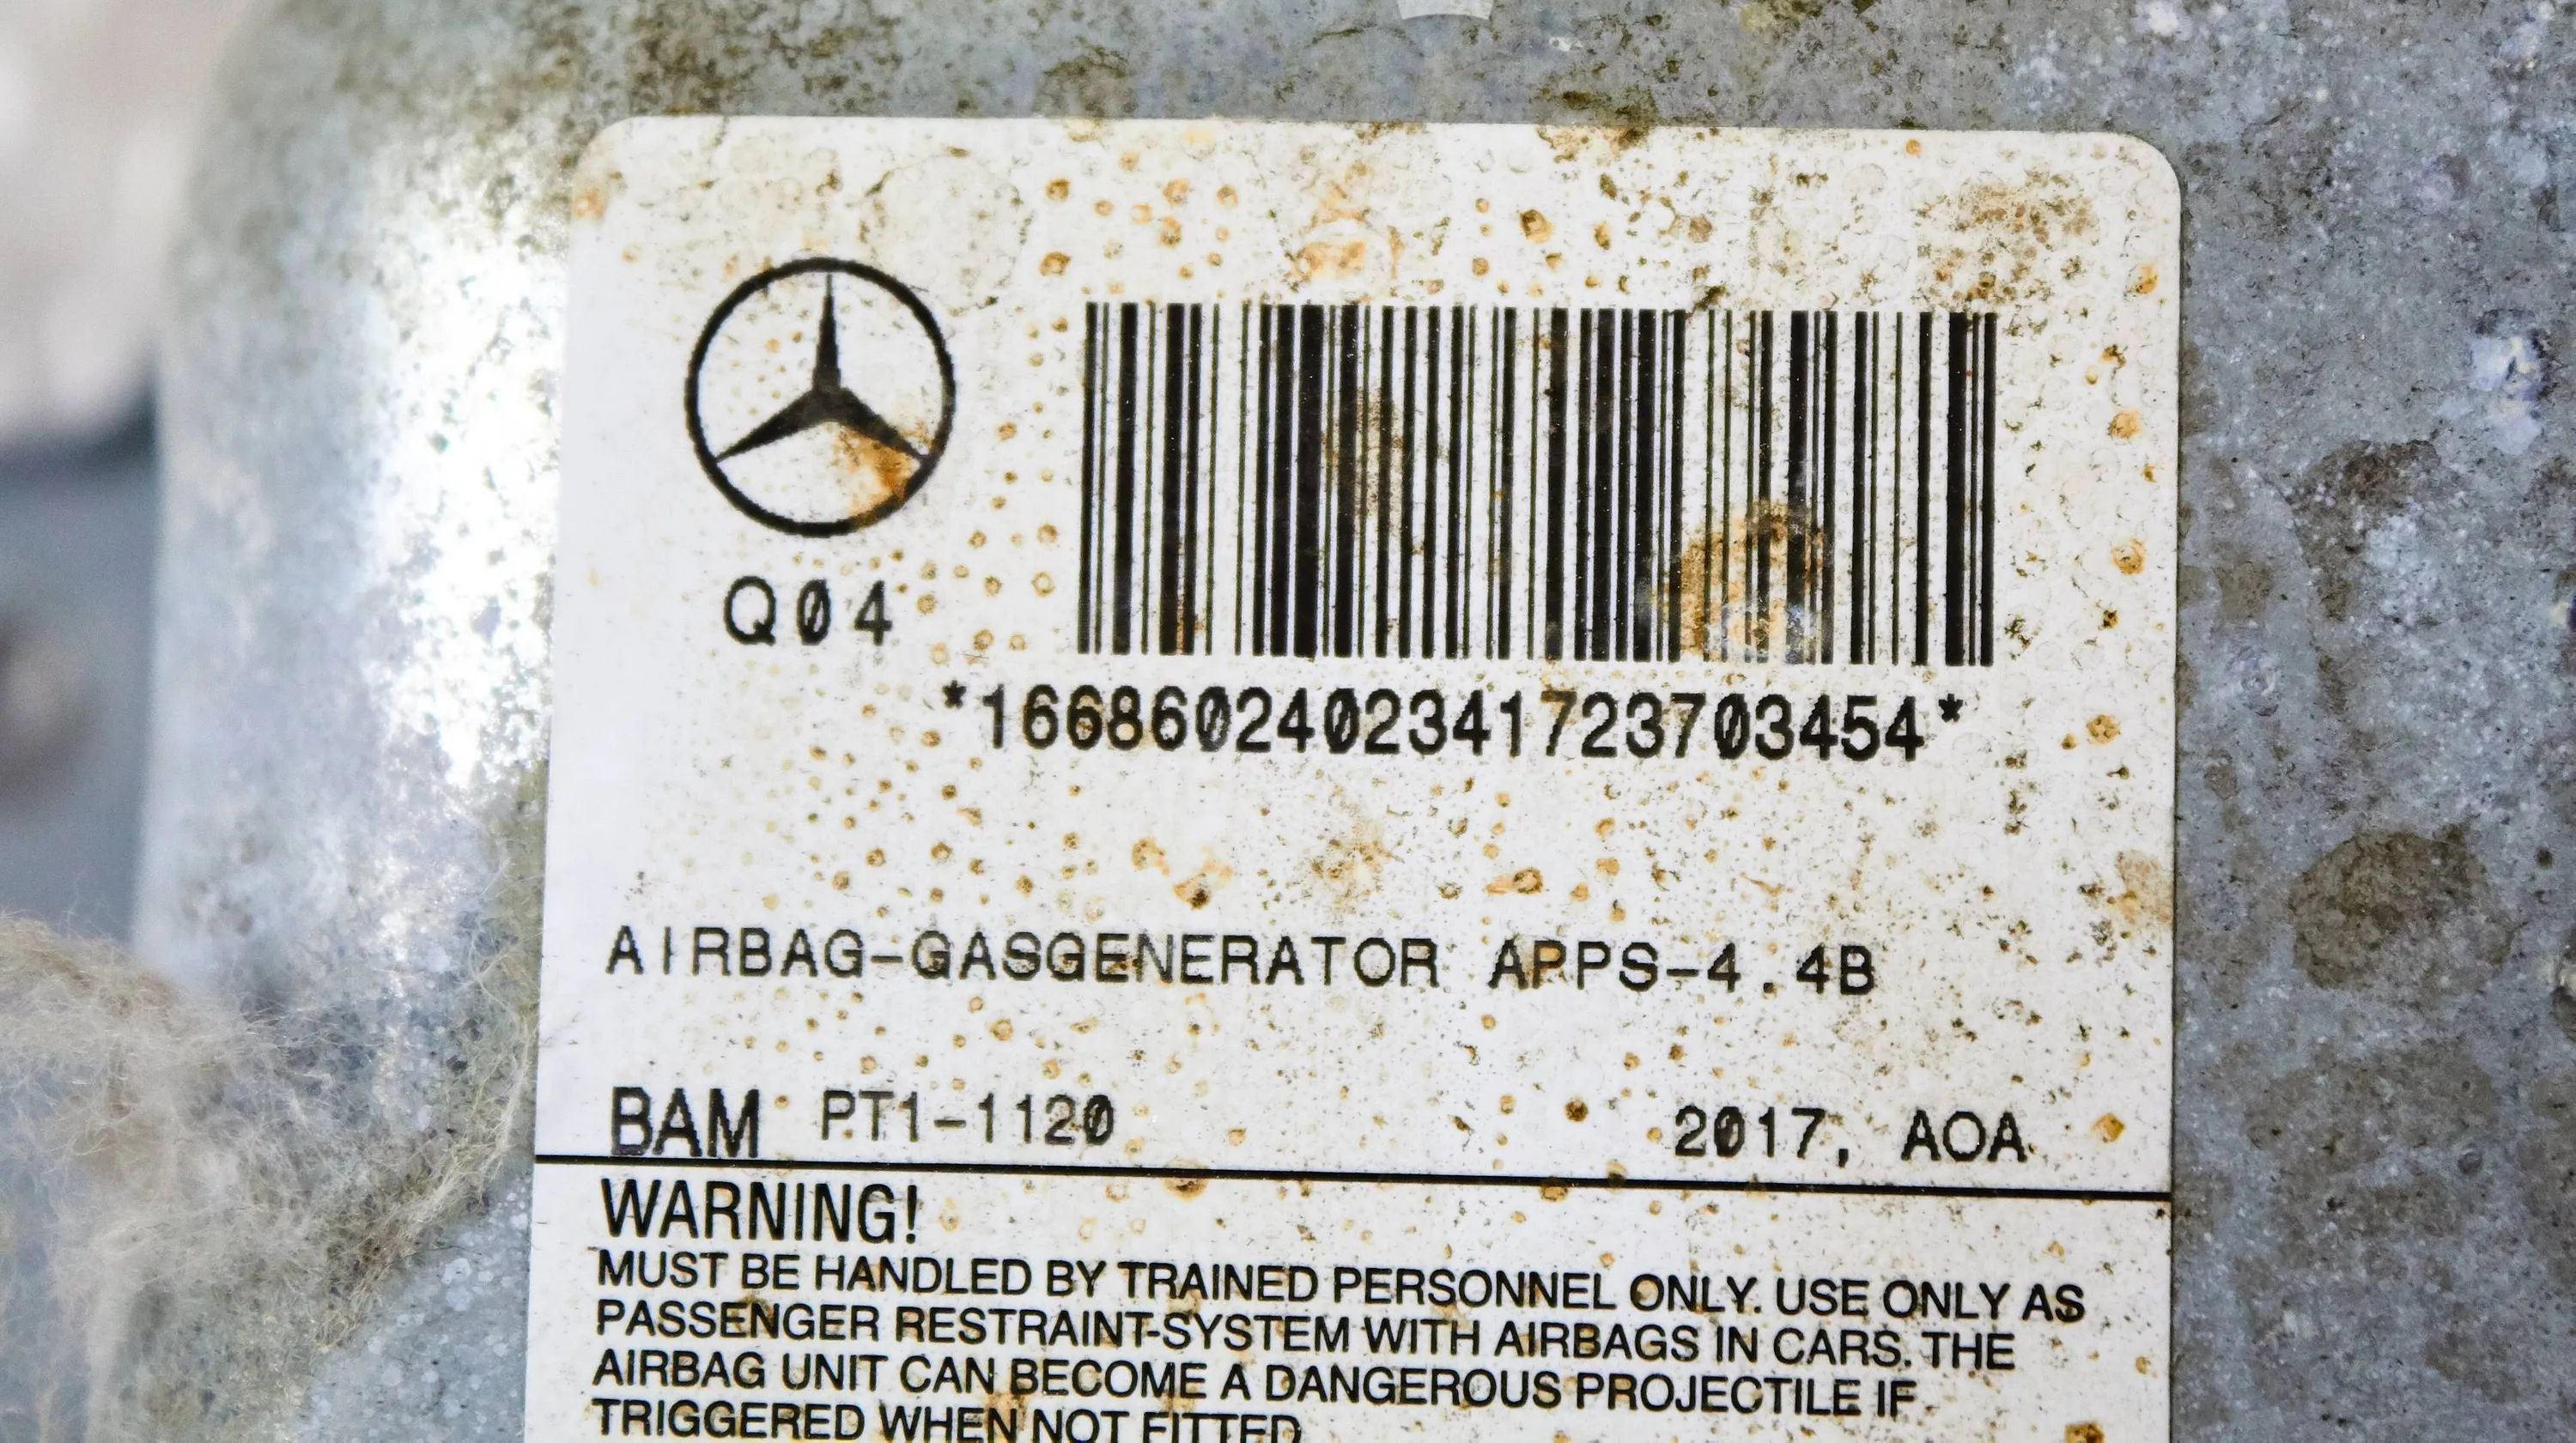 Q04
*1668602402341723703454*
AIRBAG-GASGENERATOR APPS-4.4B
BAM PT1-1120 2017, AOA
WARNING!
MUST BE HANDLED BY TRAINED PERSONNEL ONLY. USE ONLY AS
PASSENGER RESTRAINT-SYSTEM WITH AIRBAGS IN CARS. THE
AIRBAG UNIT CAN BECOME A DANGEROUS PROJECTILE IF
TRIGGERED WHEN NOT FITTED